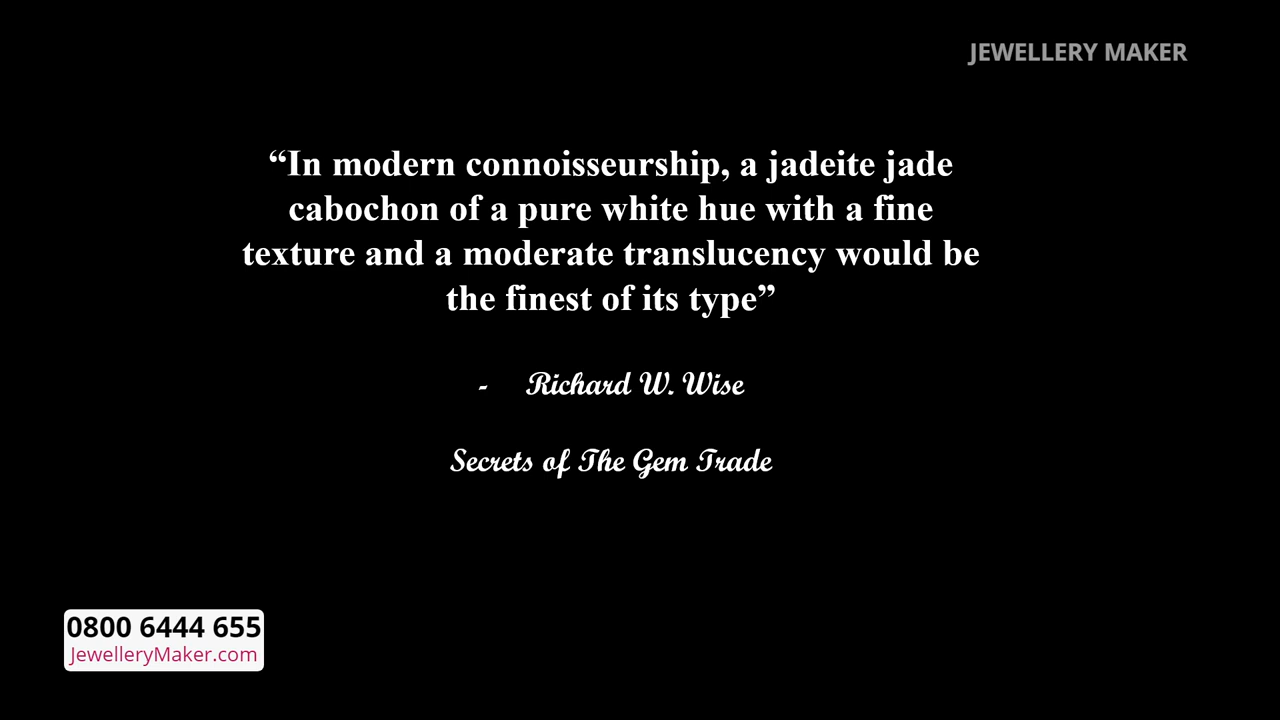 JEWELLERY MAKER
“In modern connoisseurship, a jadeite jade
cabochon of a pure white hue with a fine
texture and a moderate translucency would be
the finest of its type”
- Richard W. Wise
Secrets of The Gem Trade
0800 6444 655
JewelleryMaker.com